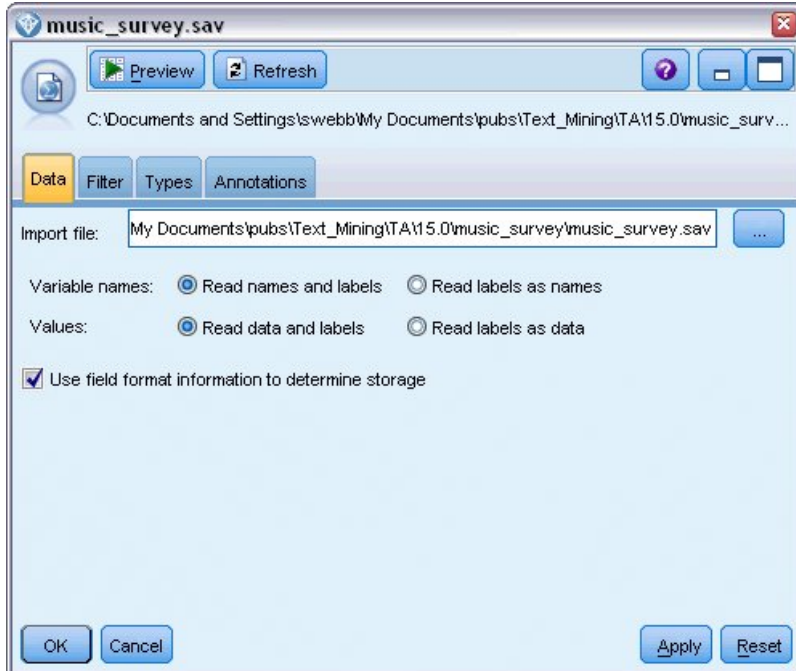 music_survey.sav
Preview Refresh ?
C:\Documents and Settings\swebb\My Documents\pubs\Text_Mining\TA\15.0\music_surv...
Data Filter Types Annotations
Import file: My Documents\pubs\Text_Mining\TA\15.0\music_survey\music_survey.sav ...
Variable names: Read names and labels Read labels as names
Values: Read data and labels Read labels as data
Use field format information to determine storage
OK Cancel Apply Reset